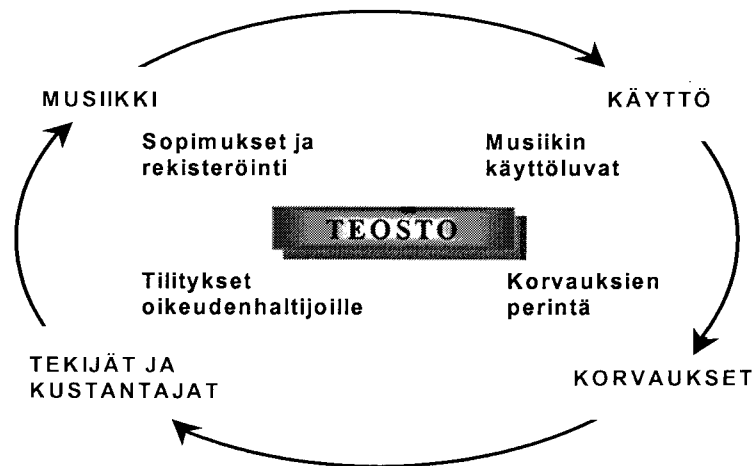 MUSIIKKI
KÄYTTÖ
Sopimukset ja
rekisteröinti
Musiikin
käyttöluvat
TEOSTO
Tilitykset
oikeudenhaltijoille
Korvauksien
perintä
TEKIJÄT JA
KUSTANTAJAT
KORVAUKSET